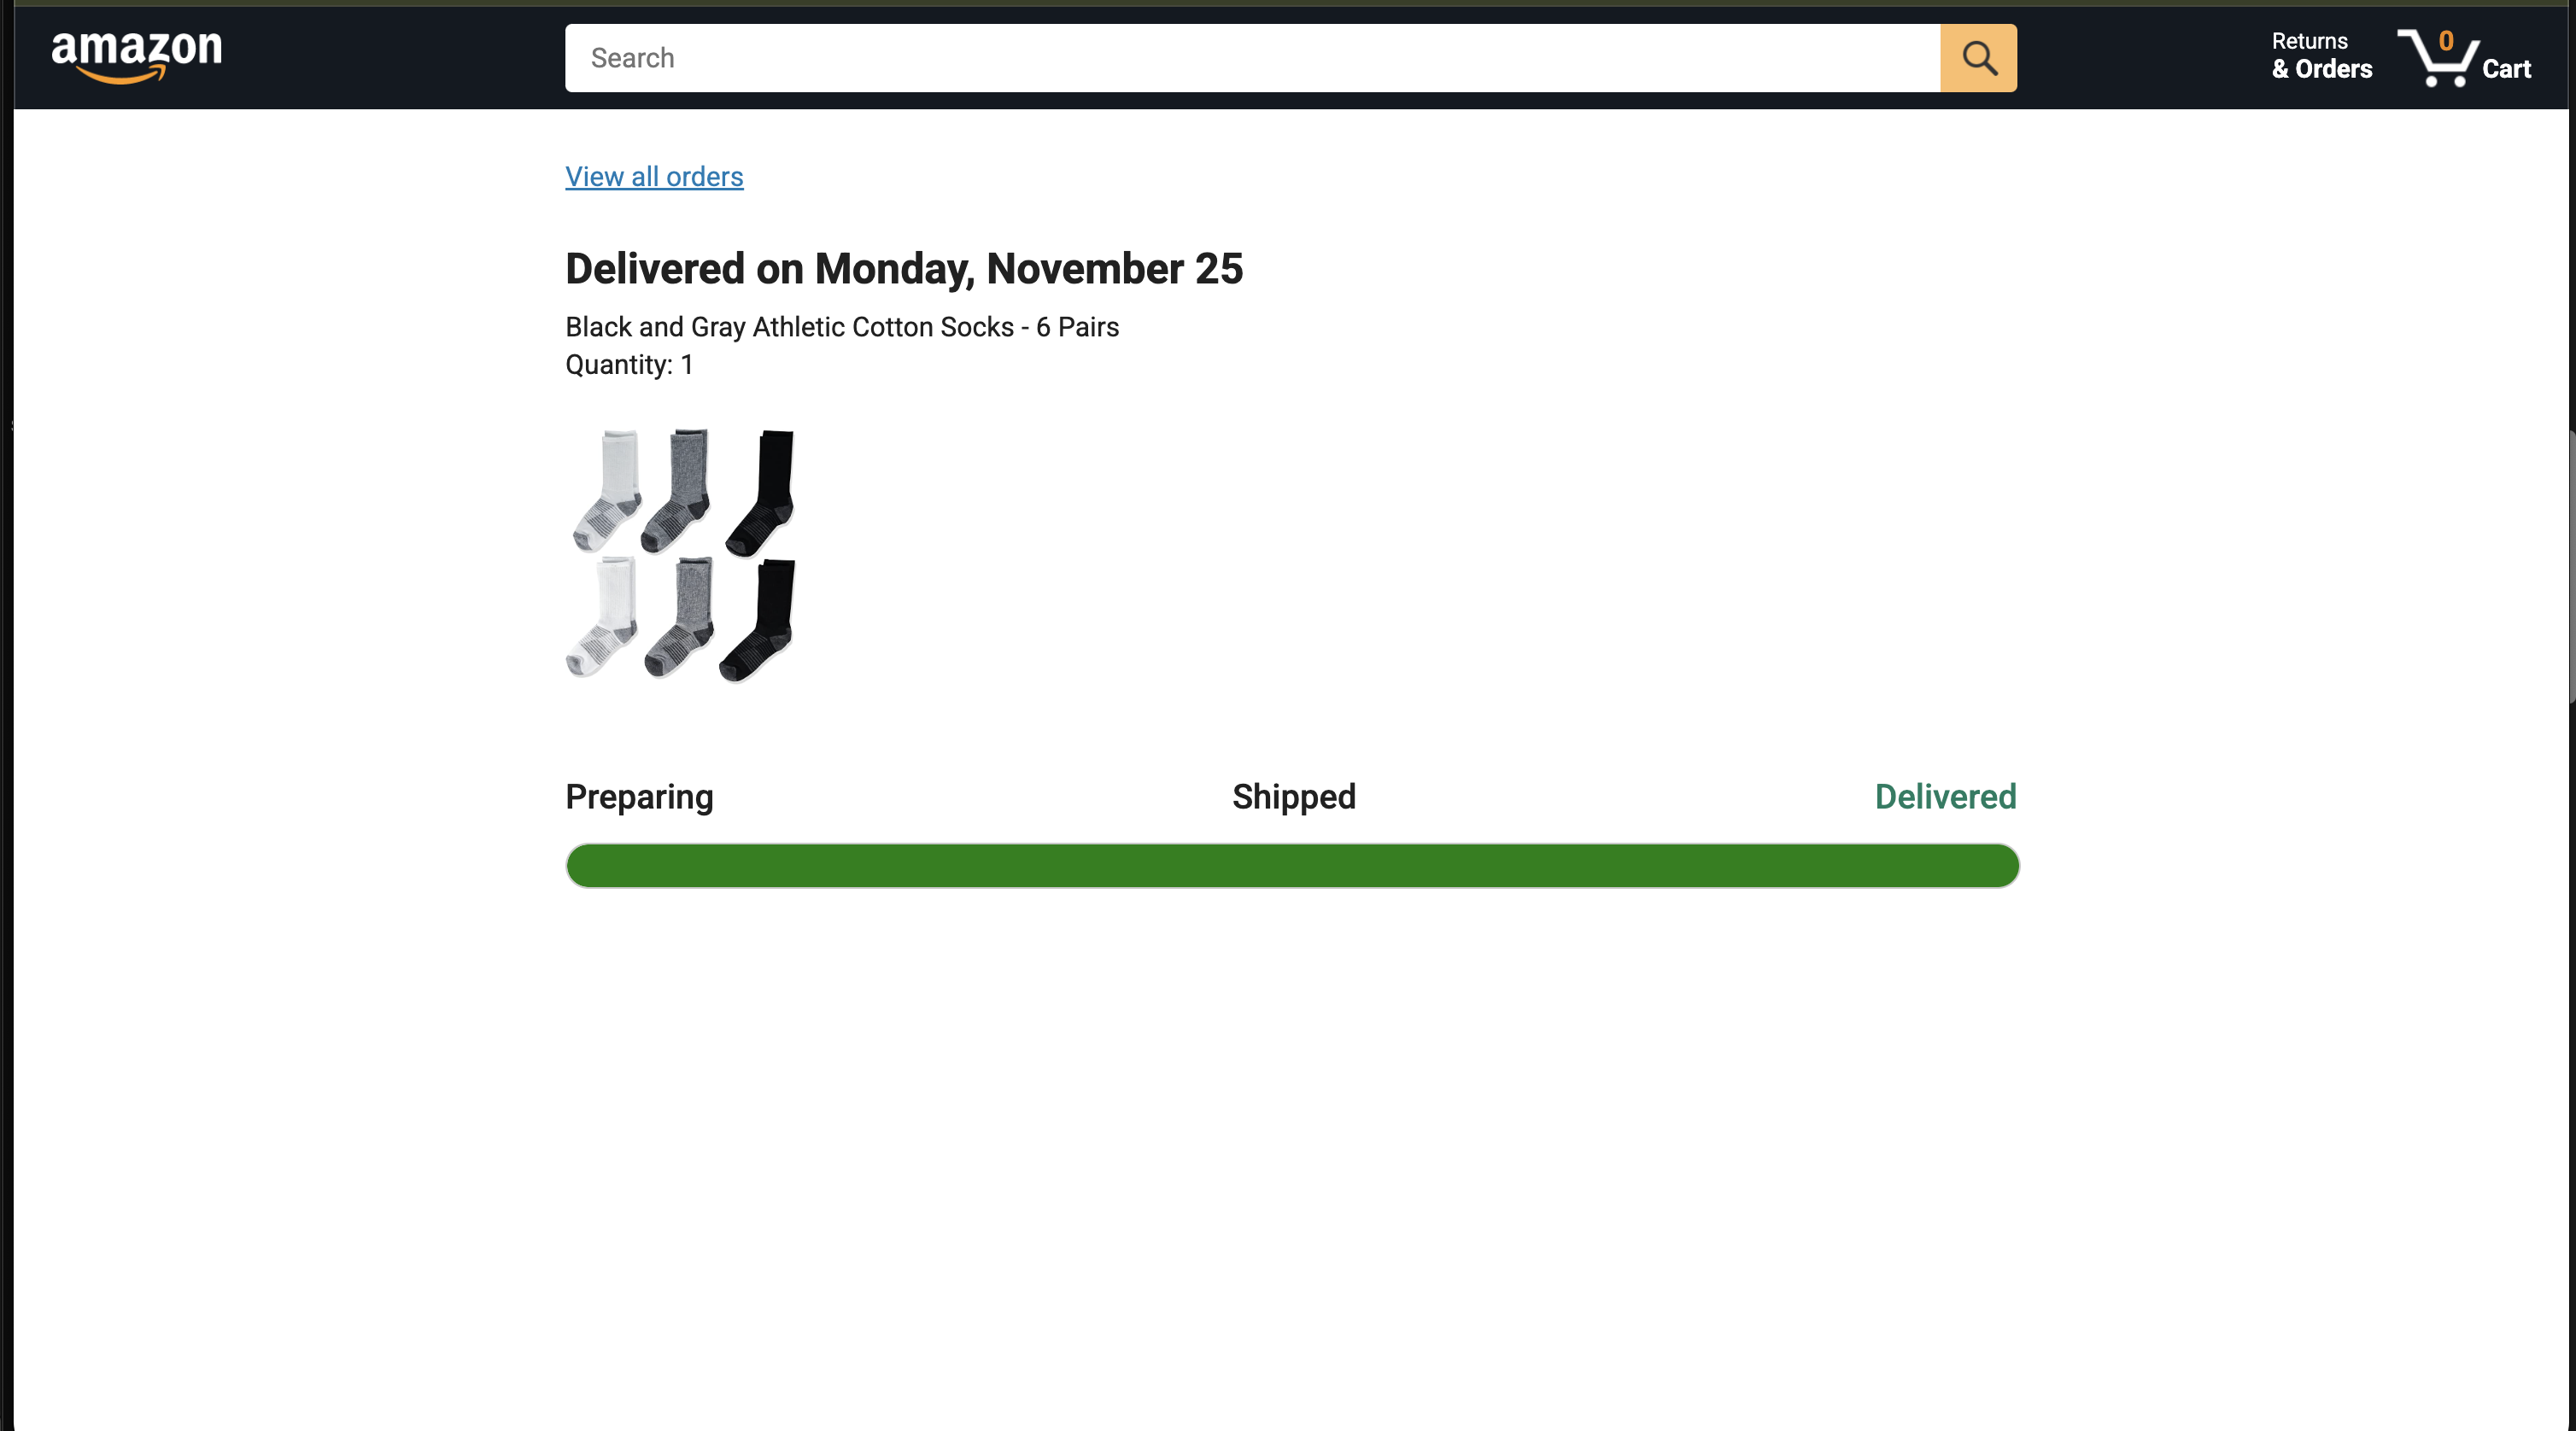 amazon
Search
Returns
& Orders
0
Cart
View all orders
Delivered on Monday, November 25
Black and Gray Athletic Cotton Socks - 6 Pairs
Quantity: 1
Preparing
Shipped
Delivered